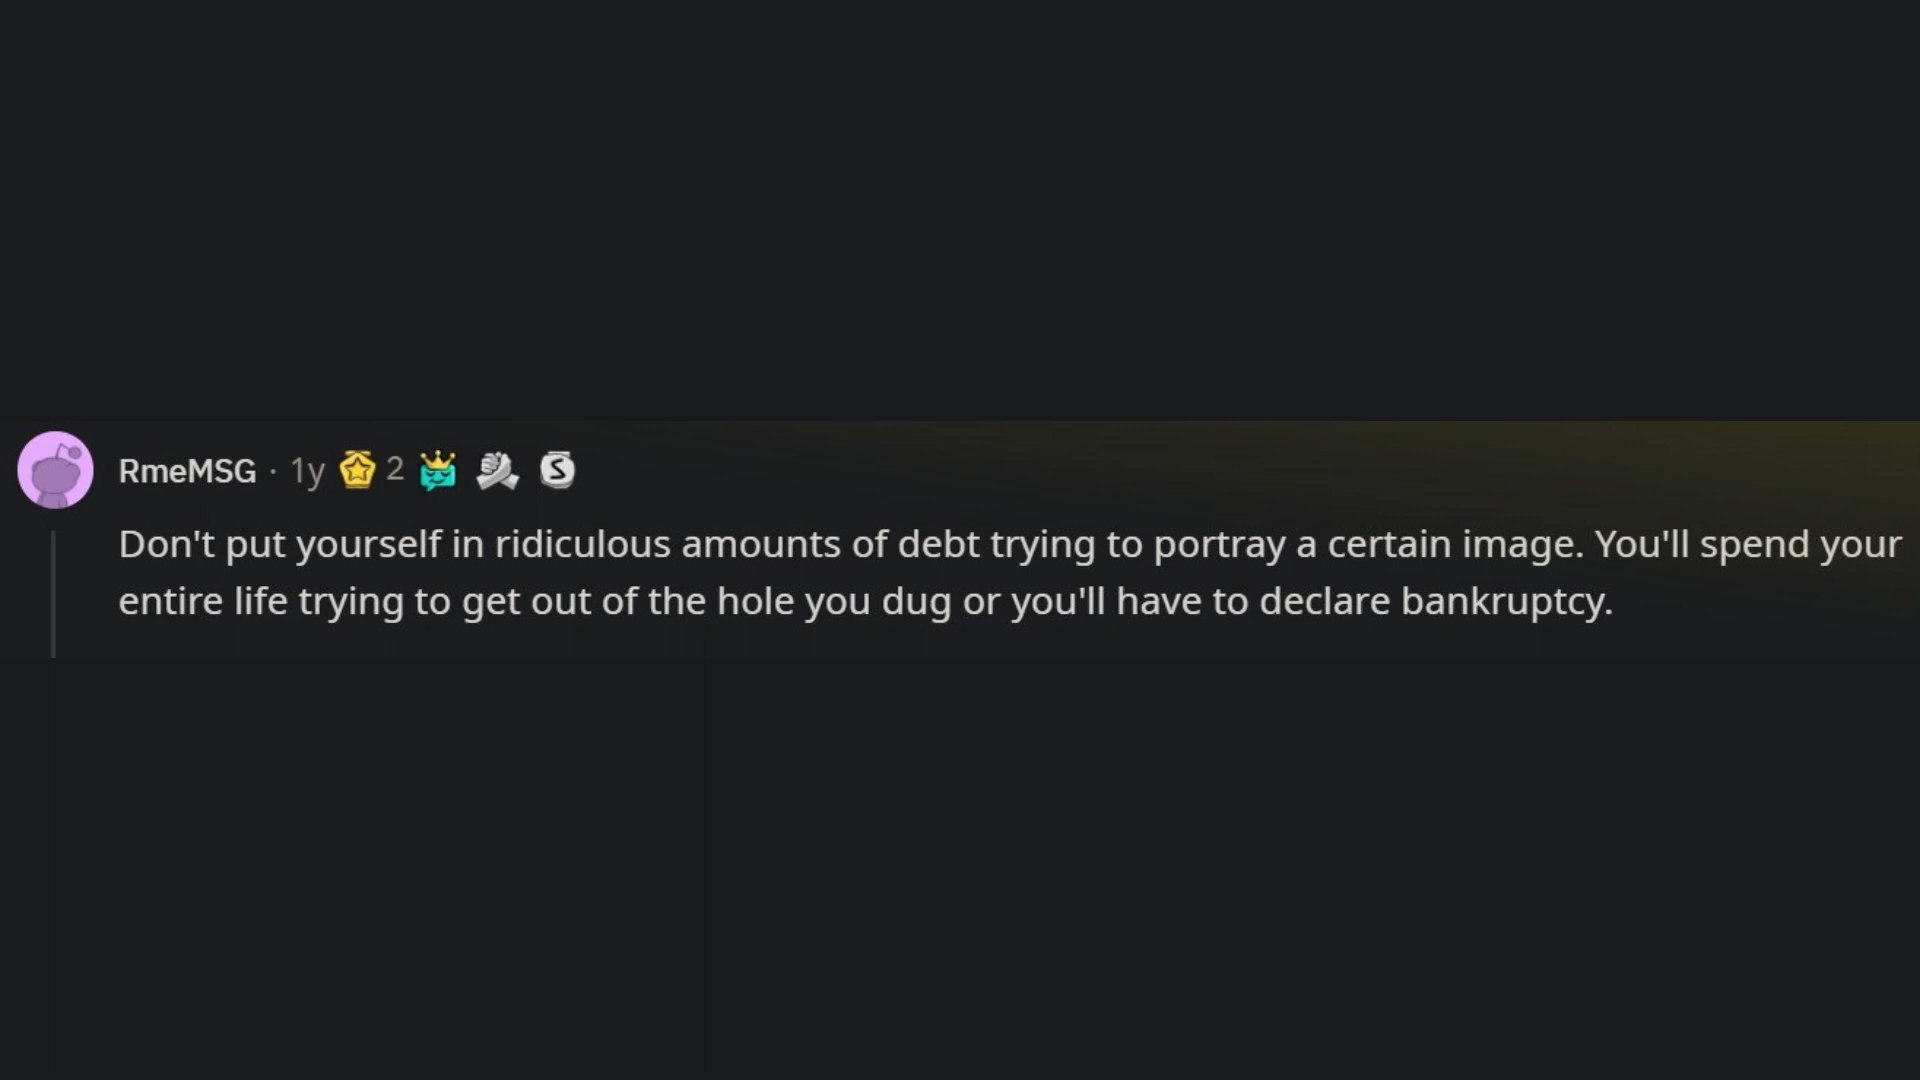 RmeMSG · 1y 2 S
Don't put yourself in ridiculous amounts of debt trying to portray a certain image. You'll spend your
entire life trying to get out of the hole you dug or you'll have to declare bankruptcy.